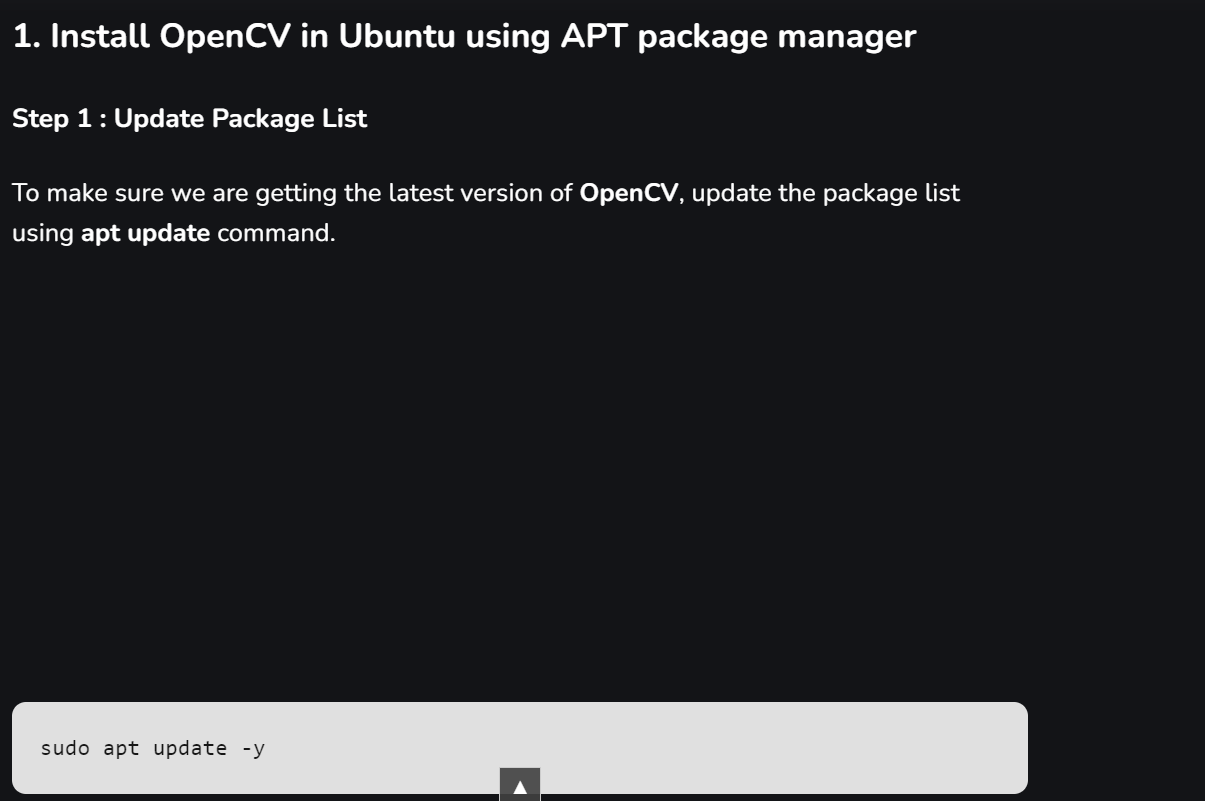 1. Install OpenCV in Ubuntu using APT package manager
Step 1 : Update Package List
To make sure we are getting the latest version of OpenCV, update the package list
using apt update command.
sudo apt update -y